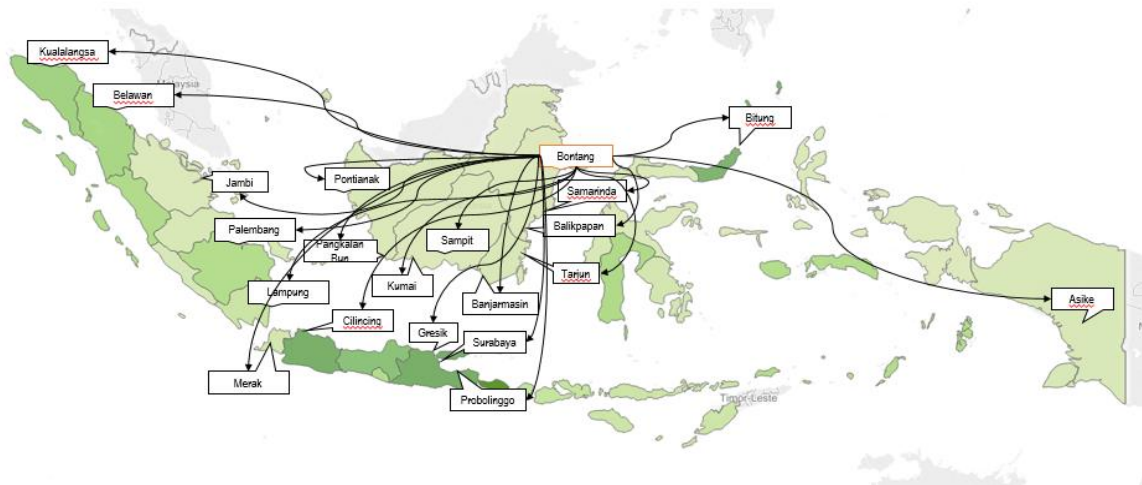 Kualalangsa
Malaysia
Belawan
Bitung
Bontang
Jambi
Pontianak
Samarinda
Palembang
Pangkalan
Bun
Sampit
Balikpapan
Tarjun
Lampung
Kumai
Banjarmasin
Asike
Cilincing
Gresik
Surabaya
Merak
Probolinggo
Timor-Leste